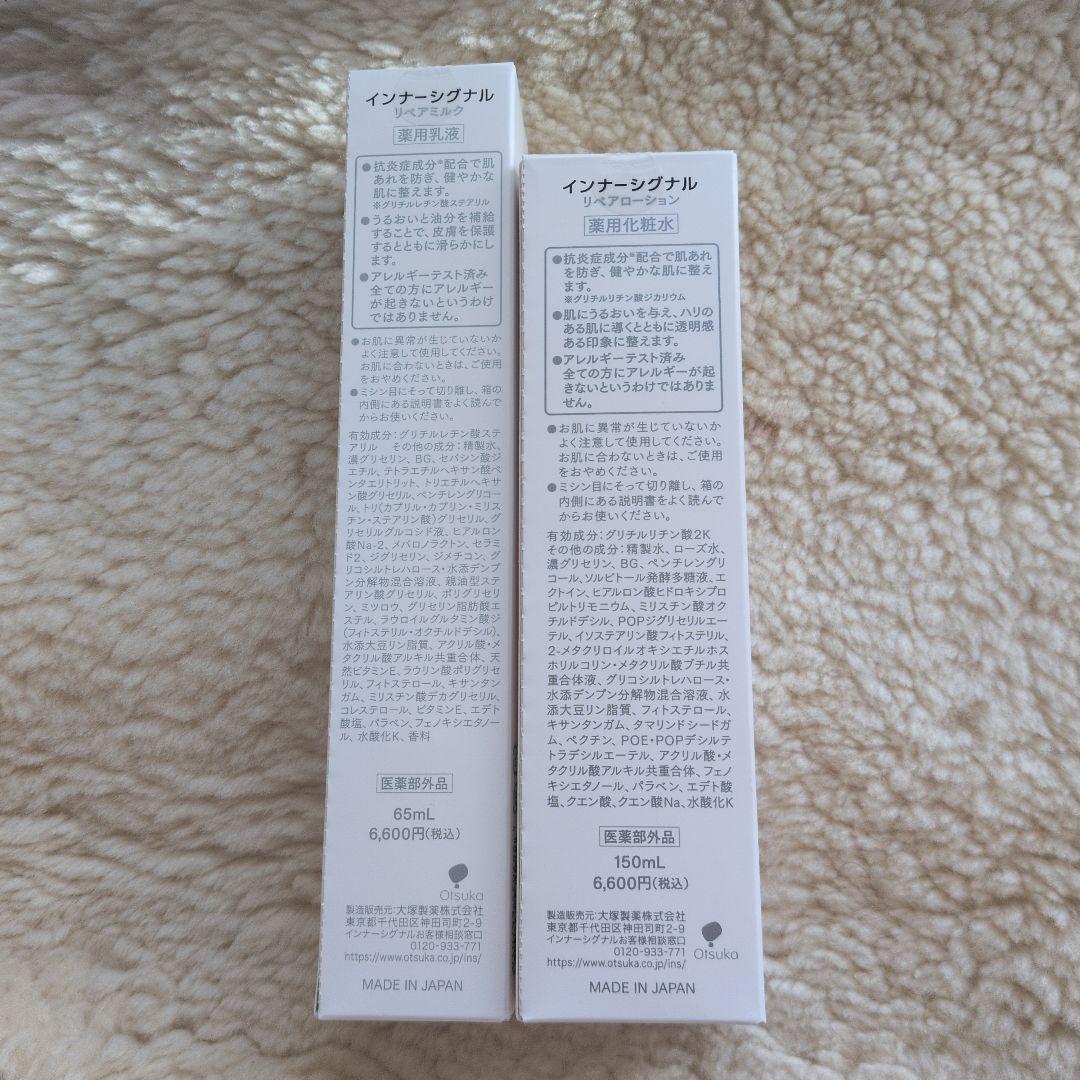 インナーシグナル
リペアミルク
薬用乳液
●抗炎症成分※配合で肌
あれを防ぎ、健やかな
肌に整えます。
※グリチルレチン酸ステアリル
●うるおいと油分を補給
することで、皮膚を保護
するとともに滑らかにし
ます。
●アレルギーテスト済み
全ての方にアレルギー
が起きないというわけ
ではありません。
●お肌に異常が生じていないか
よく注意して使用してください。
お肌に合わないときは、ご使用
をおやめください。
●ミシン目にそって切り離し、箱の
内側にある説明書をよく読んで
からお使いください。
有効成分：グリチルレチン酸ステ
アリル　その他の成分：精製水、
濃グリセリン、BG、セバシン酸ジ
エチル、テトラエチルヘキサン酸ペ
ンタエリトリット、トリエチルヘキサ
ン酸グリセリル、ペンチレングリコ
ール、トリ(カプリル・カプリン・ミリス
チン・ステアリン酸)グリセリル、グ
リセリルグルコシド液、ヒアルロン
酸Na-2、メバロノラクトン、セラミ
ド2、ジグリセリン、ジメチコン、グ
リコシルトレハロース・水添デンプ
ン分解物混合溶液、親油型ステ
アリン酸グリセリル、ポリグリセリ
ン、ミツロウ、グリセリン脂肪酸エ
ステル、ラウロイルグルタミン酸ジ
(フィトステリル・オクチルドデシル)、
水添大豆リン脂質、アクリル酸・メ
タクリル酸アルキル共重合体、天
然ビタミンE、ラウリン酸ポリグリセ
リル、フィトステロール、キサンタン
ガム、ミリスチン酸デカグリセリル、
コレステロール、ビタミンE、エデト
酸塩、パラベン、フェノキシエタノー
ル、水酸化K、香料
医薬部外品
65mL
6,600円(税込)
Otsuka
製造販売元：大塚製薬株式会社
東京都千代田区神田司町2-9
インナーシグナルお客様相談窓口
0120-933-771
https://www.otsuka.co.jp/ins/
MADE IN JAPAN
インナーシグナル
リペアローション
薬用化粧水
●抗炎症成分※配合で肌あれ
を防ぎ、健やかな肌に整え
ます。
※グリチルリチン酸ジカリウム
●肌にうるおいを与え、ハリの
ある肌に導くとともに透明感
ある印象に整えます。
●アレルギーテスト済み
全ての方にアレルギーが起
きないというわけではありま
せん。
●お肌に異常が生じていないか
よく注意して使用してください。
お肌に合わないときは、ご使用
をおやめください。
●ミシン目にそって切り離し、箱の
内側にある説明書をよく読んで
からお使いください。
有効成分：グリチルリチン酸2K
その他の成分：精製水、ローズ水、
濃グリセリン、BG、ペンチレングリ
コール、ソルビトール発酵多糖液、エ
クトイン、ヒアルロン酸ヒドロキシプロ
ピルトリモニウム、ミリスチン酸オク
チルドデシル、POPジグリセリルエー
テル、イソステアリン酸フィトステリル、
2-メタクリロイルオキシエチルホス
ホリルコリン・メタクリル酸ブチル共
重合体液、グリコシルトレハロース・
水添デンプン分解物混合溶液、水
添大豆リン脂質、フィトステロール、
キサンタンガム、タマリンドシードガ
ム、ペクチン、POE・POPデシルテ
トラデシルエーテル、アクリル酸・メ
タクリル酸アルキル共重合体、フェノ
キシエタノール、パラベン、エデト酸
塩、クエン酸、クエン酸Na、水酸化K
医薬部外品
150mL
6,600円(税込)
製造販売元：大塚製薬株式会社
東京都千代田区神田司町2-9
インナーシグナルお客様相談窓口
0120-933-771
https://www.otsuka.co.jp/ins/
Otsuka
MADE IN JAPAN